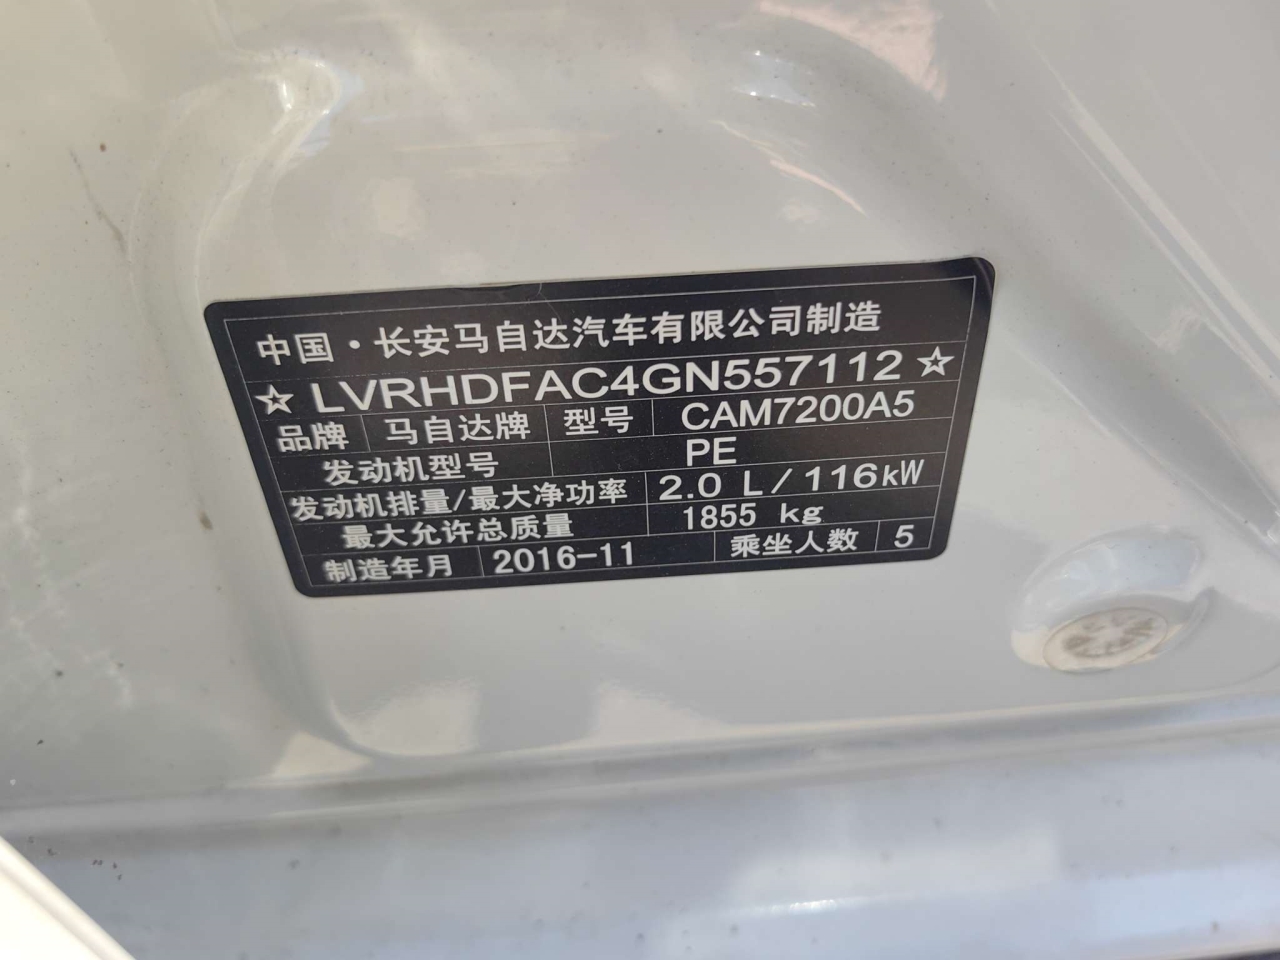 中国·长安马自达汽车有限公司制造
☆ LVRHDFAC4GN557112 ☆
品牌 马自达牌 型号 CAM7200A5
发动机型号 PE
发动机排量/最大净功率 2.0 L/116kW
最大允许总质量 1855 kg
制造年月 2016-11 乘坐人数 5